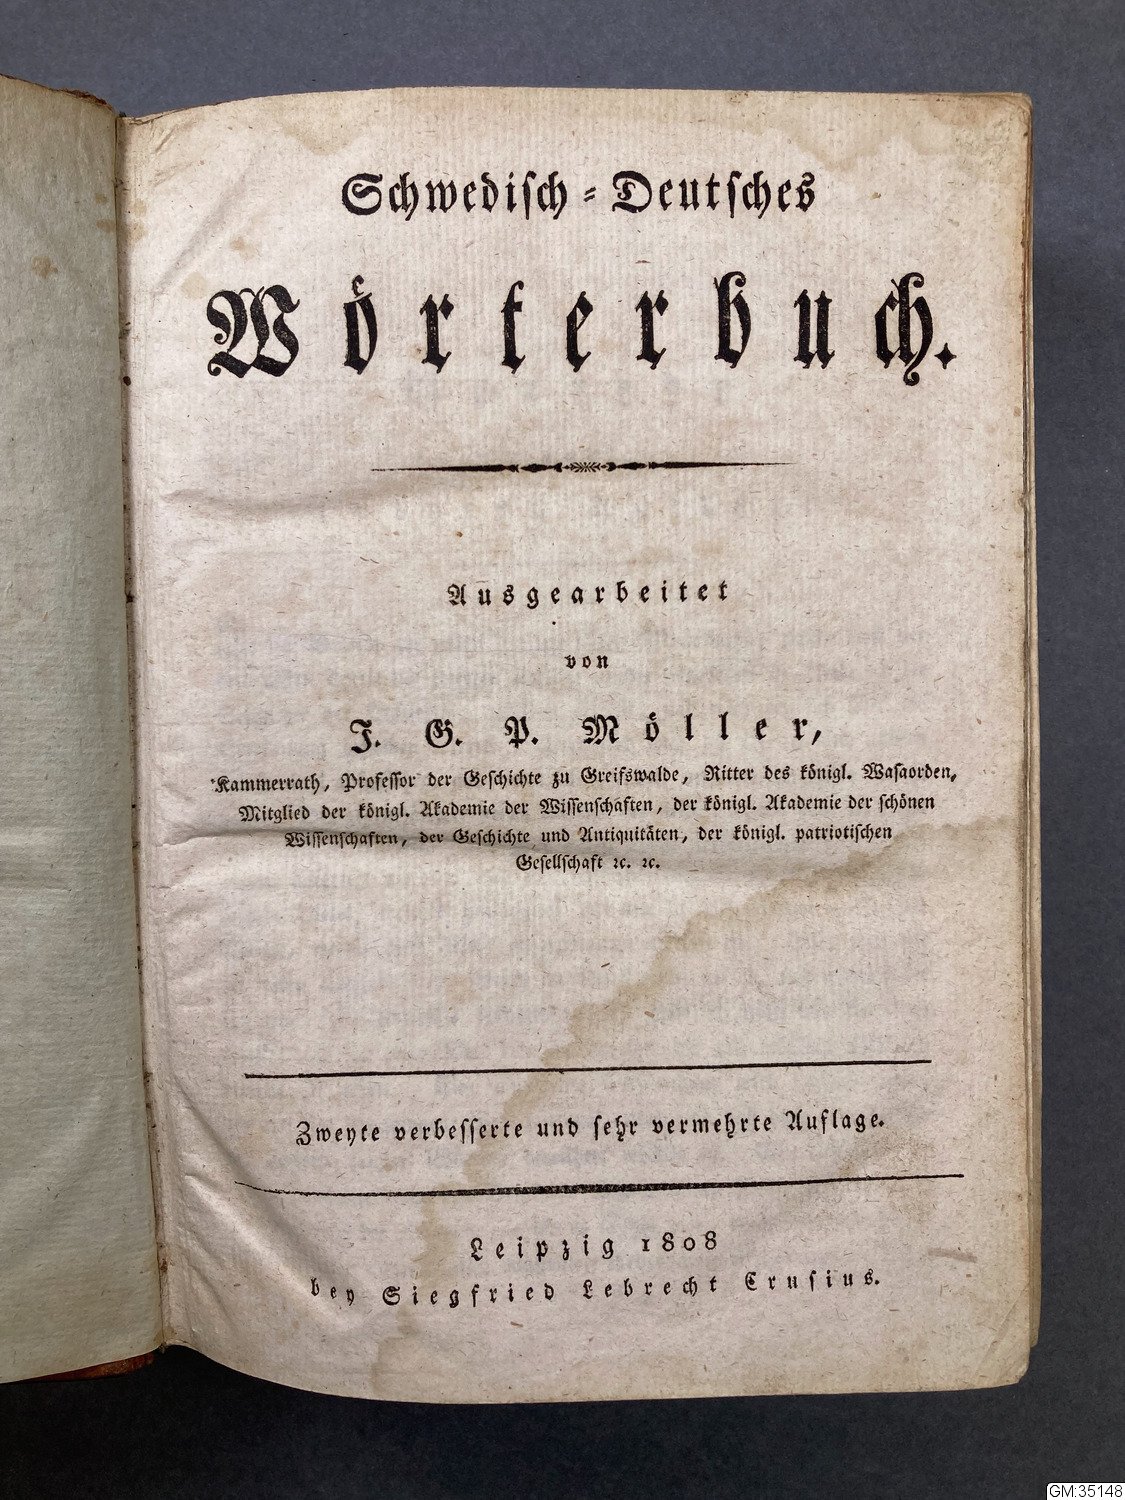 Schwedisch-Deutsches
Wörterbuch.
Ausgearbeitet
von
J. G. P. Möller,
Kammerrath, Professor der Geschichte zu Greifswalde, Ritter des königl. Wasaorden,
Mitglied der königl. Akademie der Wissenschaften, der königl. Akademie der schönen
Wissenschaften, der Geschichte und Antiquitäten, der königl. patriotischen
Gesellschaft ꝛc. ꝛc.
Zweyte verbesserte und sehr vermehrte Auflage.
Leipzig 1808
bey Siegfried Lebrecht Crusius.
GM:35148